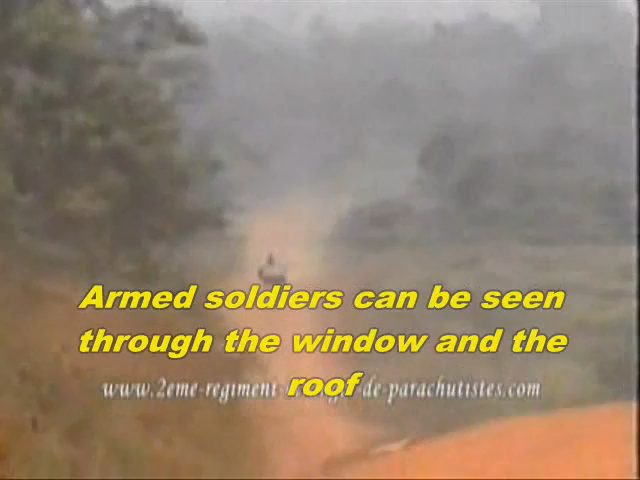 Armed soldiers can be seen
through the window and the
roof
www.2eme-regiment de-parachutistes.com